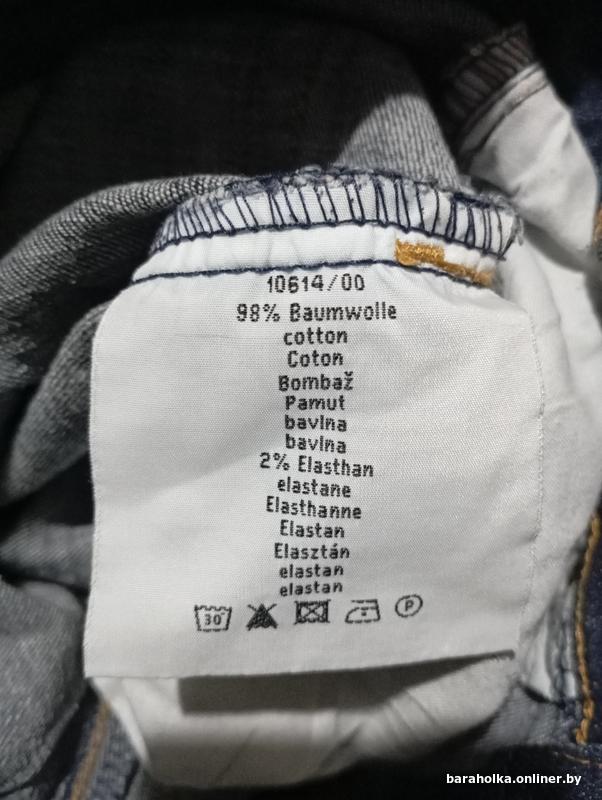 10614/00
98% Baumwolle
cotton
Coton
Bombaž
Pamut
bavlna
bavlna
2% Elasthan
elastane
Elasthanne
Elastan
Elasztán
elastan
elastan
30°
P
baraholka.onliner.by